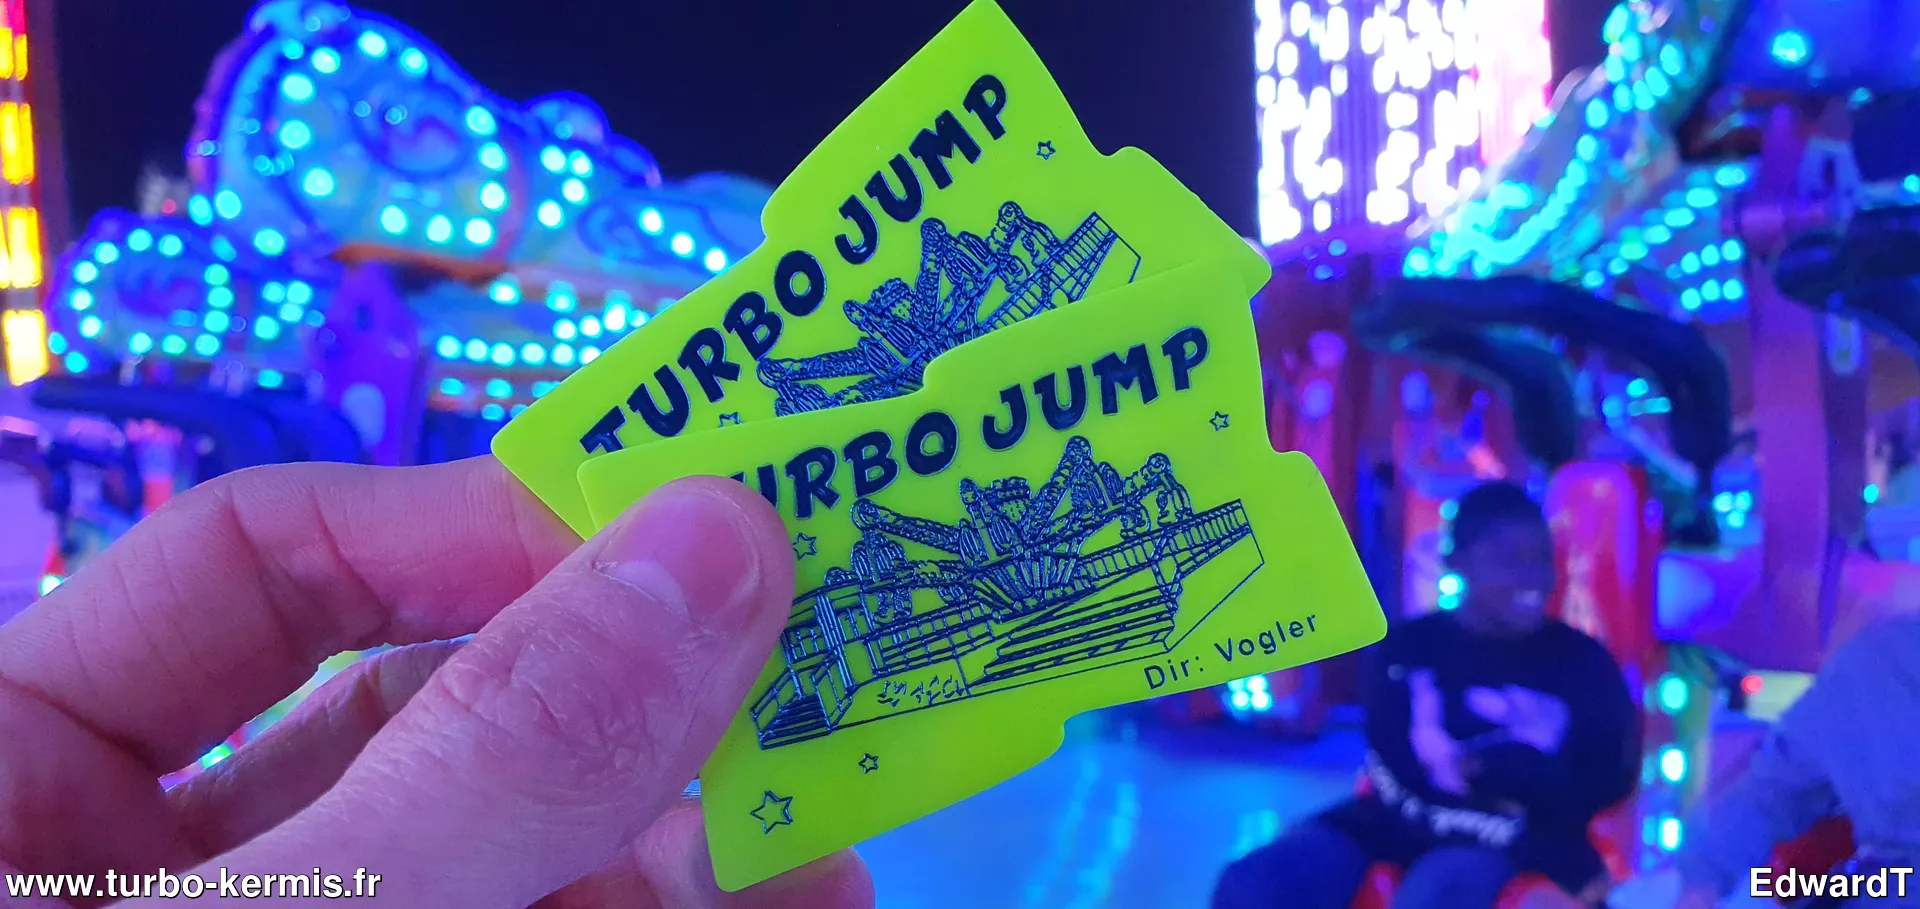 TURBO JUMP
TURBO JUMP
Dir: Vogler
www.turbo-kermis.fr
EdwardT